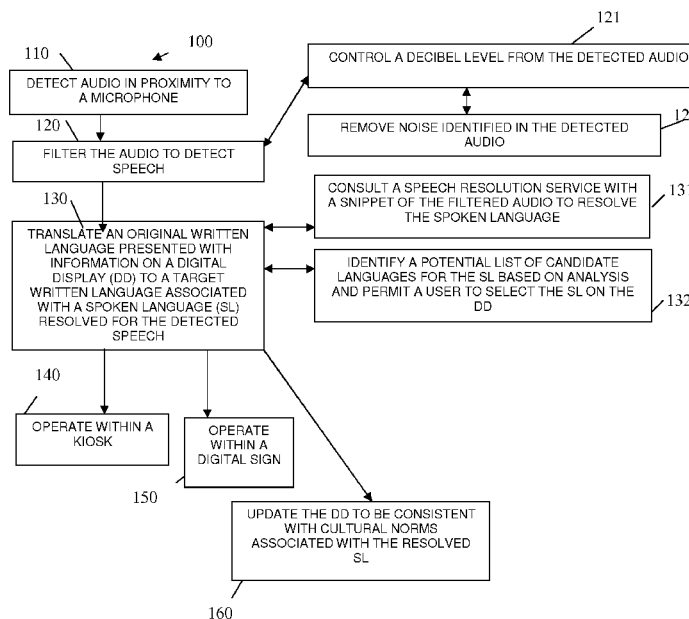 100
110
DETECT AUDIO IN PROXIMITY TO
A MICROPHONE
120
FILTER THE AUDIO TO DETECT
SPEECH
121
CONTROL A DECIBEL LEVEL FROM THE DETECTED AUDIO
REMOVE NOISE IDENTIFIED IN THE DETECTED
AUDIO
130
TRANSLATE AN ORIGINAL WRITTEN
LANGUAGE PRESENTED WITH
INFORMATION ON A DIGITAL
DISPLAY (DD) TO A TARGET
WRITTEN LANGUAGE ASSOCIATED
WITH A SPOKEN LANGUAGE (SL)
RESOLVED FOR THE DETECTED
SPEECH
131
CONSULT A SPEECH RESOLUTION SERVICE WITH
A SNIPPET OF THE FILTERED AUDIO TO RESOLVE
THE SPOKEN LANGUAGE
IDENTIFY A POTENTIAL LIST OF CANDIDATE
LANGUAGES FOR THE SL BASED ON ANALYSIS
AND PERMIT A USER TO SELECT THE SL ON THE
DD
132
140
OPERATE WITHIN A
KIOSK
OPERATE
WITHIN A
DIGITAL SIGN
150
UPDATE THE DD TO BE CONSISTENT
WITH CULTURAL NORMS
ASSOCIATED WITH THE RESOLVED
SL
160